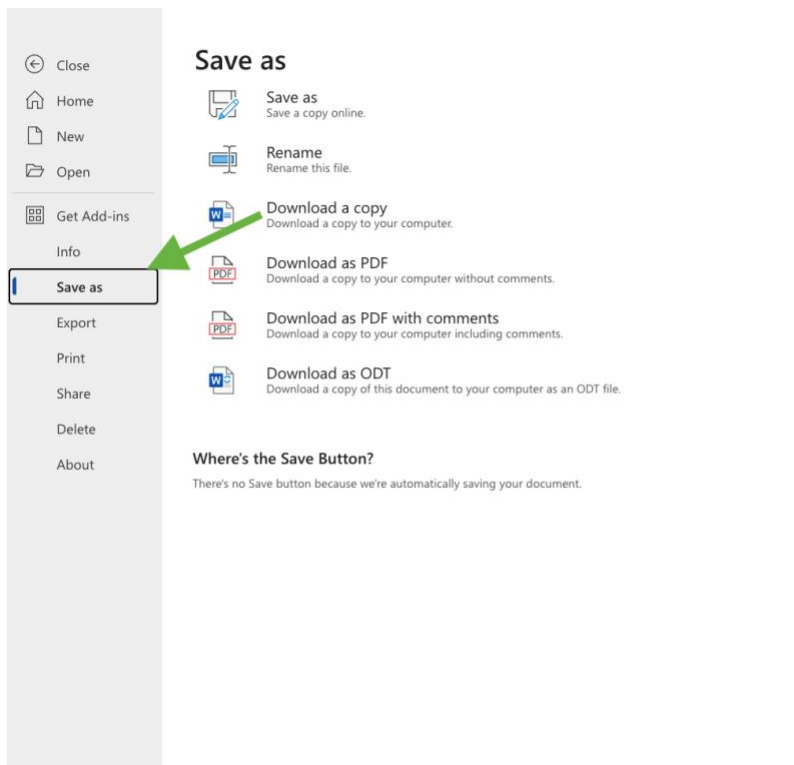 Close
Home
New
Open
Get Add-ins
Info
Save as
Export
Print
Share
Delete
About
Save as
Save as
Save a copy online.
Rename
Rename this file.
W
Download a copy
Download a copy to your computer.
PDF
Download as PDF
Download a copy to your computer without comments.
PDF
Download as PDF with comments
Download a copy to your computer including comments.
W
Download as ODT
Download a copy of this document to your computer as an ODT file.
Where's the Save Button?
There's no Save button because we're automatically saving your document.